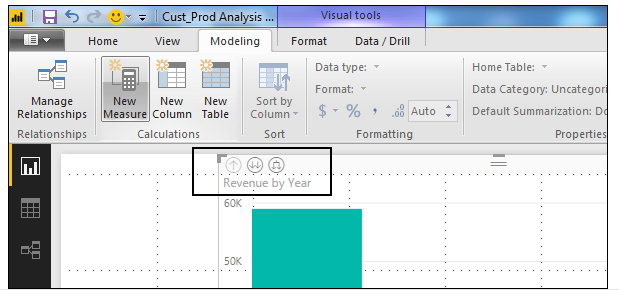 Cust_Prod Analysis ...
Visual tools
Home View Modeling Format Data / Drill
Manage Relationships
New Measure
New Column
New Table
Sort by Column
Data type:
Format:
$ % , .00 Auto
Home Table:
Data Category: Uncategori
Default Summarization: Do
Relationships Calculations Sort Formatting Properties
Revenue by Year
60K
50K